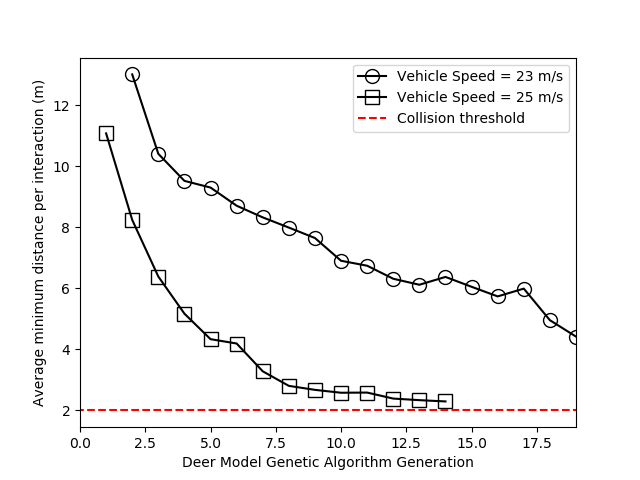 Vehicle Speed = 23 m/s
Vehicle Speed = 25 m/s
Collision threshold
Average minimum distance per interaction (m)
12
10
8
6
4
2
0.0 2.5 5.0 7.5 10.0 12.5 15.0 17.5
Deer Model Genetic Algorithm Generation